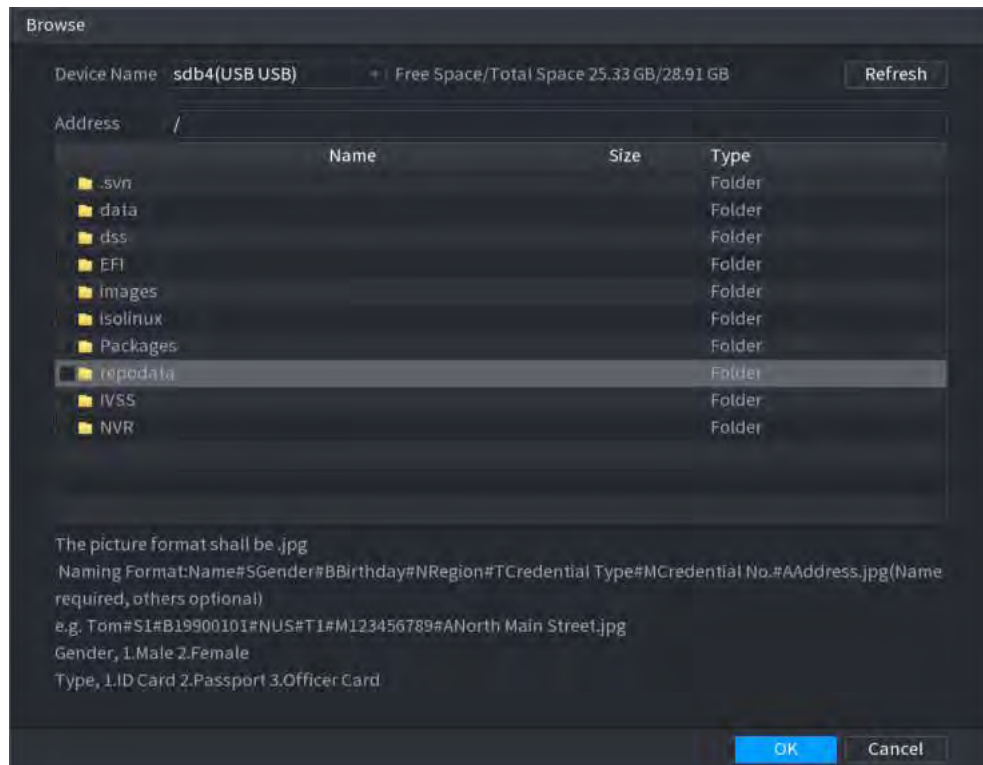 Browse
Device Name sdb4(USB USB) Free Space/Total Space 25.33 GB/28.91 GB Refresh
Address /
Name Size Type
.svn Folder
data Folder
dss Folder
EFI Folder
images Folder
isolinux Folder
Packages Folder
repodata Folder
IVSS Folder
NVR Folder
The picture format shall be .jpg
Naming Format:Name#SGender#BBirthday#NRegion#TCredential Type#MCredential No.#AAddress.jpg(Name
required, others optional)
e.g. Tom#S1#B19900101#NUS#T1#M123456789#ANorth Main Street.jpg
Gender, 1.Male 2.Female
Type, 1.ID Card 2.Passport 3.Officer Card
OK Cancel